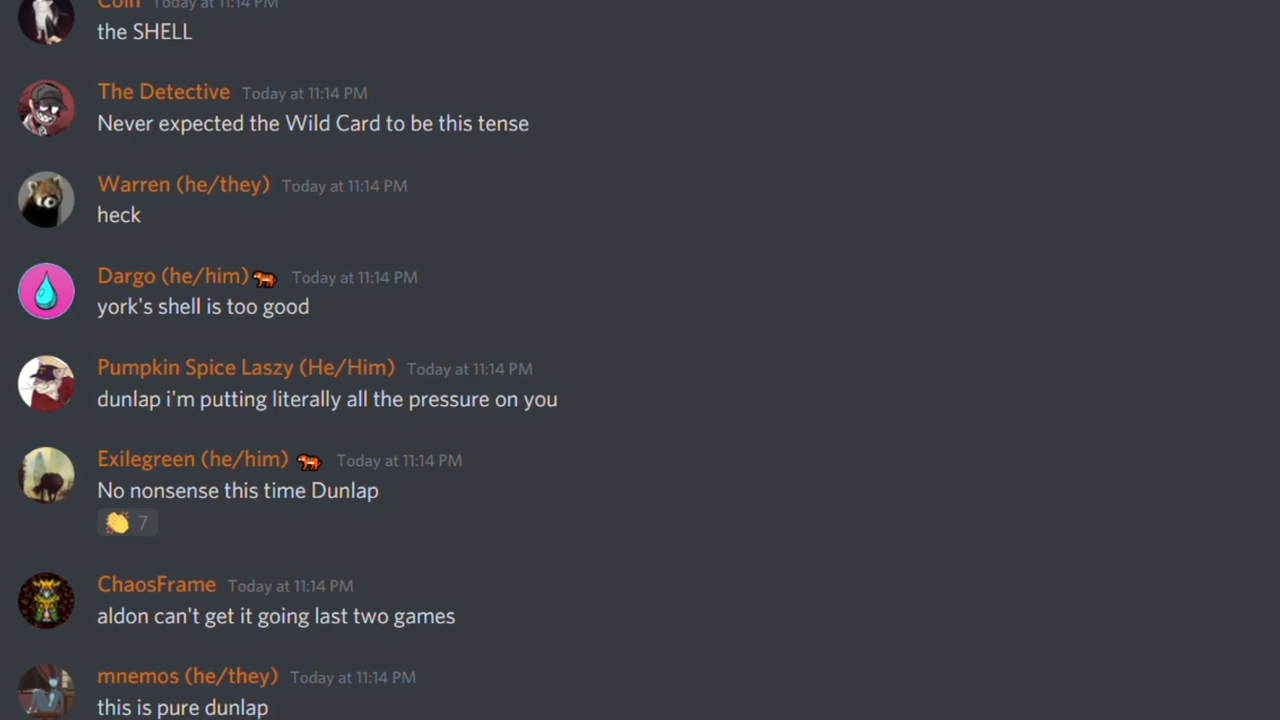 Coin Today at 11:14 PM
the SHELL
The Detective Today at 11:14 PM
Never expected the Wild Card to be this tense
Warren (he/they) Today at 11:14 PM
heck
Dargo (he/him) Today at 11:14 PM
york's shell is too good
Pumpkin Spice Laszy (He/Him) Today at 11:14 PM
dunlap i'm putting literally all the pressure on you
Exilegreen (he/him) Today at 11:14 PM
No nonsense this time Dunlap
7
ChaosFrame Today at 11:14 PM
aldon can't get it going last two games
mnemos (he/they) Today at 11:14 PM
this is pure dunlap